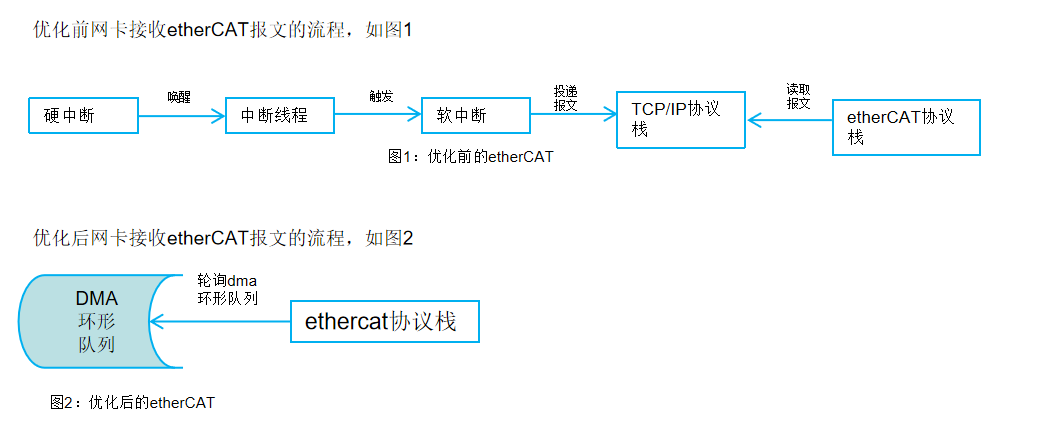 优化前网卡接收etherCAT报文的流程，如图1
硬中断
唤醒
中断线程
触发
软中断
投递
报文
TCP/IP协议
栈
读取
报文
etherCAT协议
栈
图1：优化前的etherCAT
优化后网卡接收etherCAT报文的流程，如图2
DMA
环形
队列
轮询dma
环形队列
ethercat协议栈
图2：优化后的etherCAT